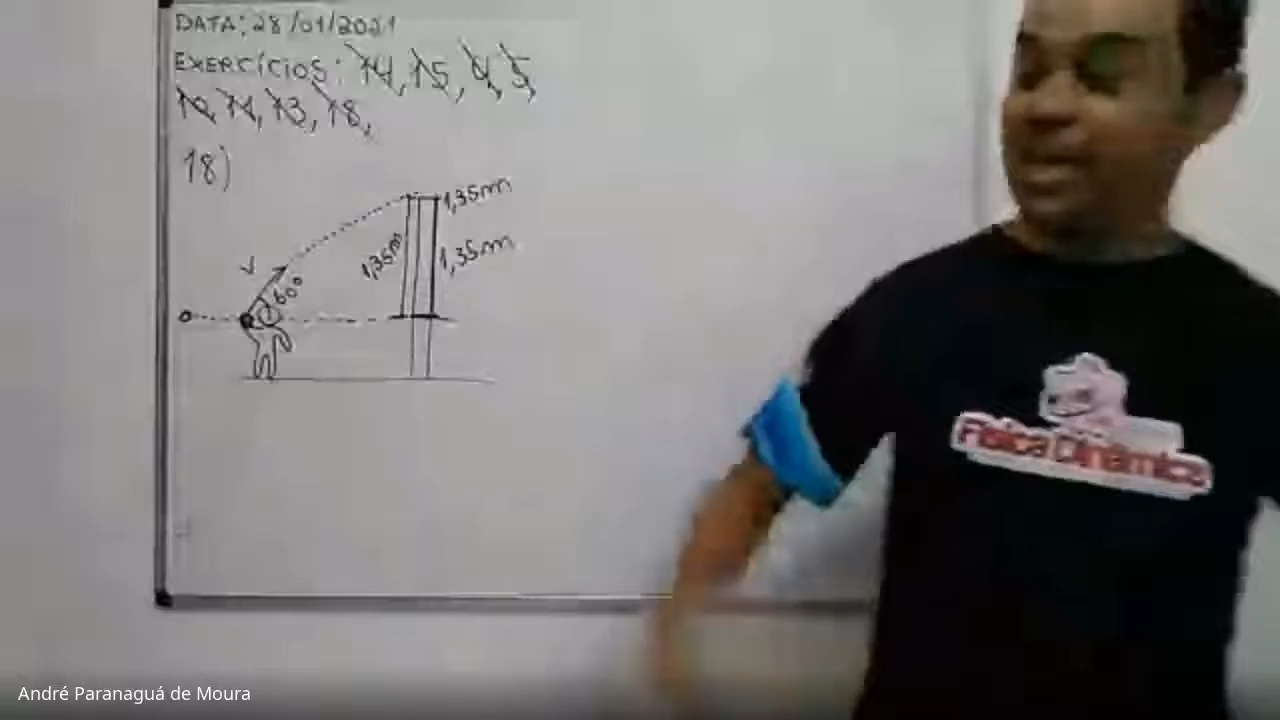 DATA: 28/01/2021
EXERCÍCIOS: 14, 15, 4, 5
10, 11, 13, 18,
18)
1,35m
1,35m 1,35m
V 60°
Física Dinâmica
André Paranaguá de Moura